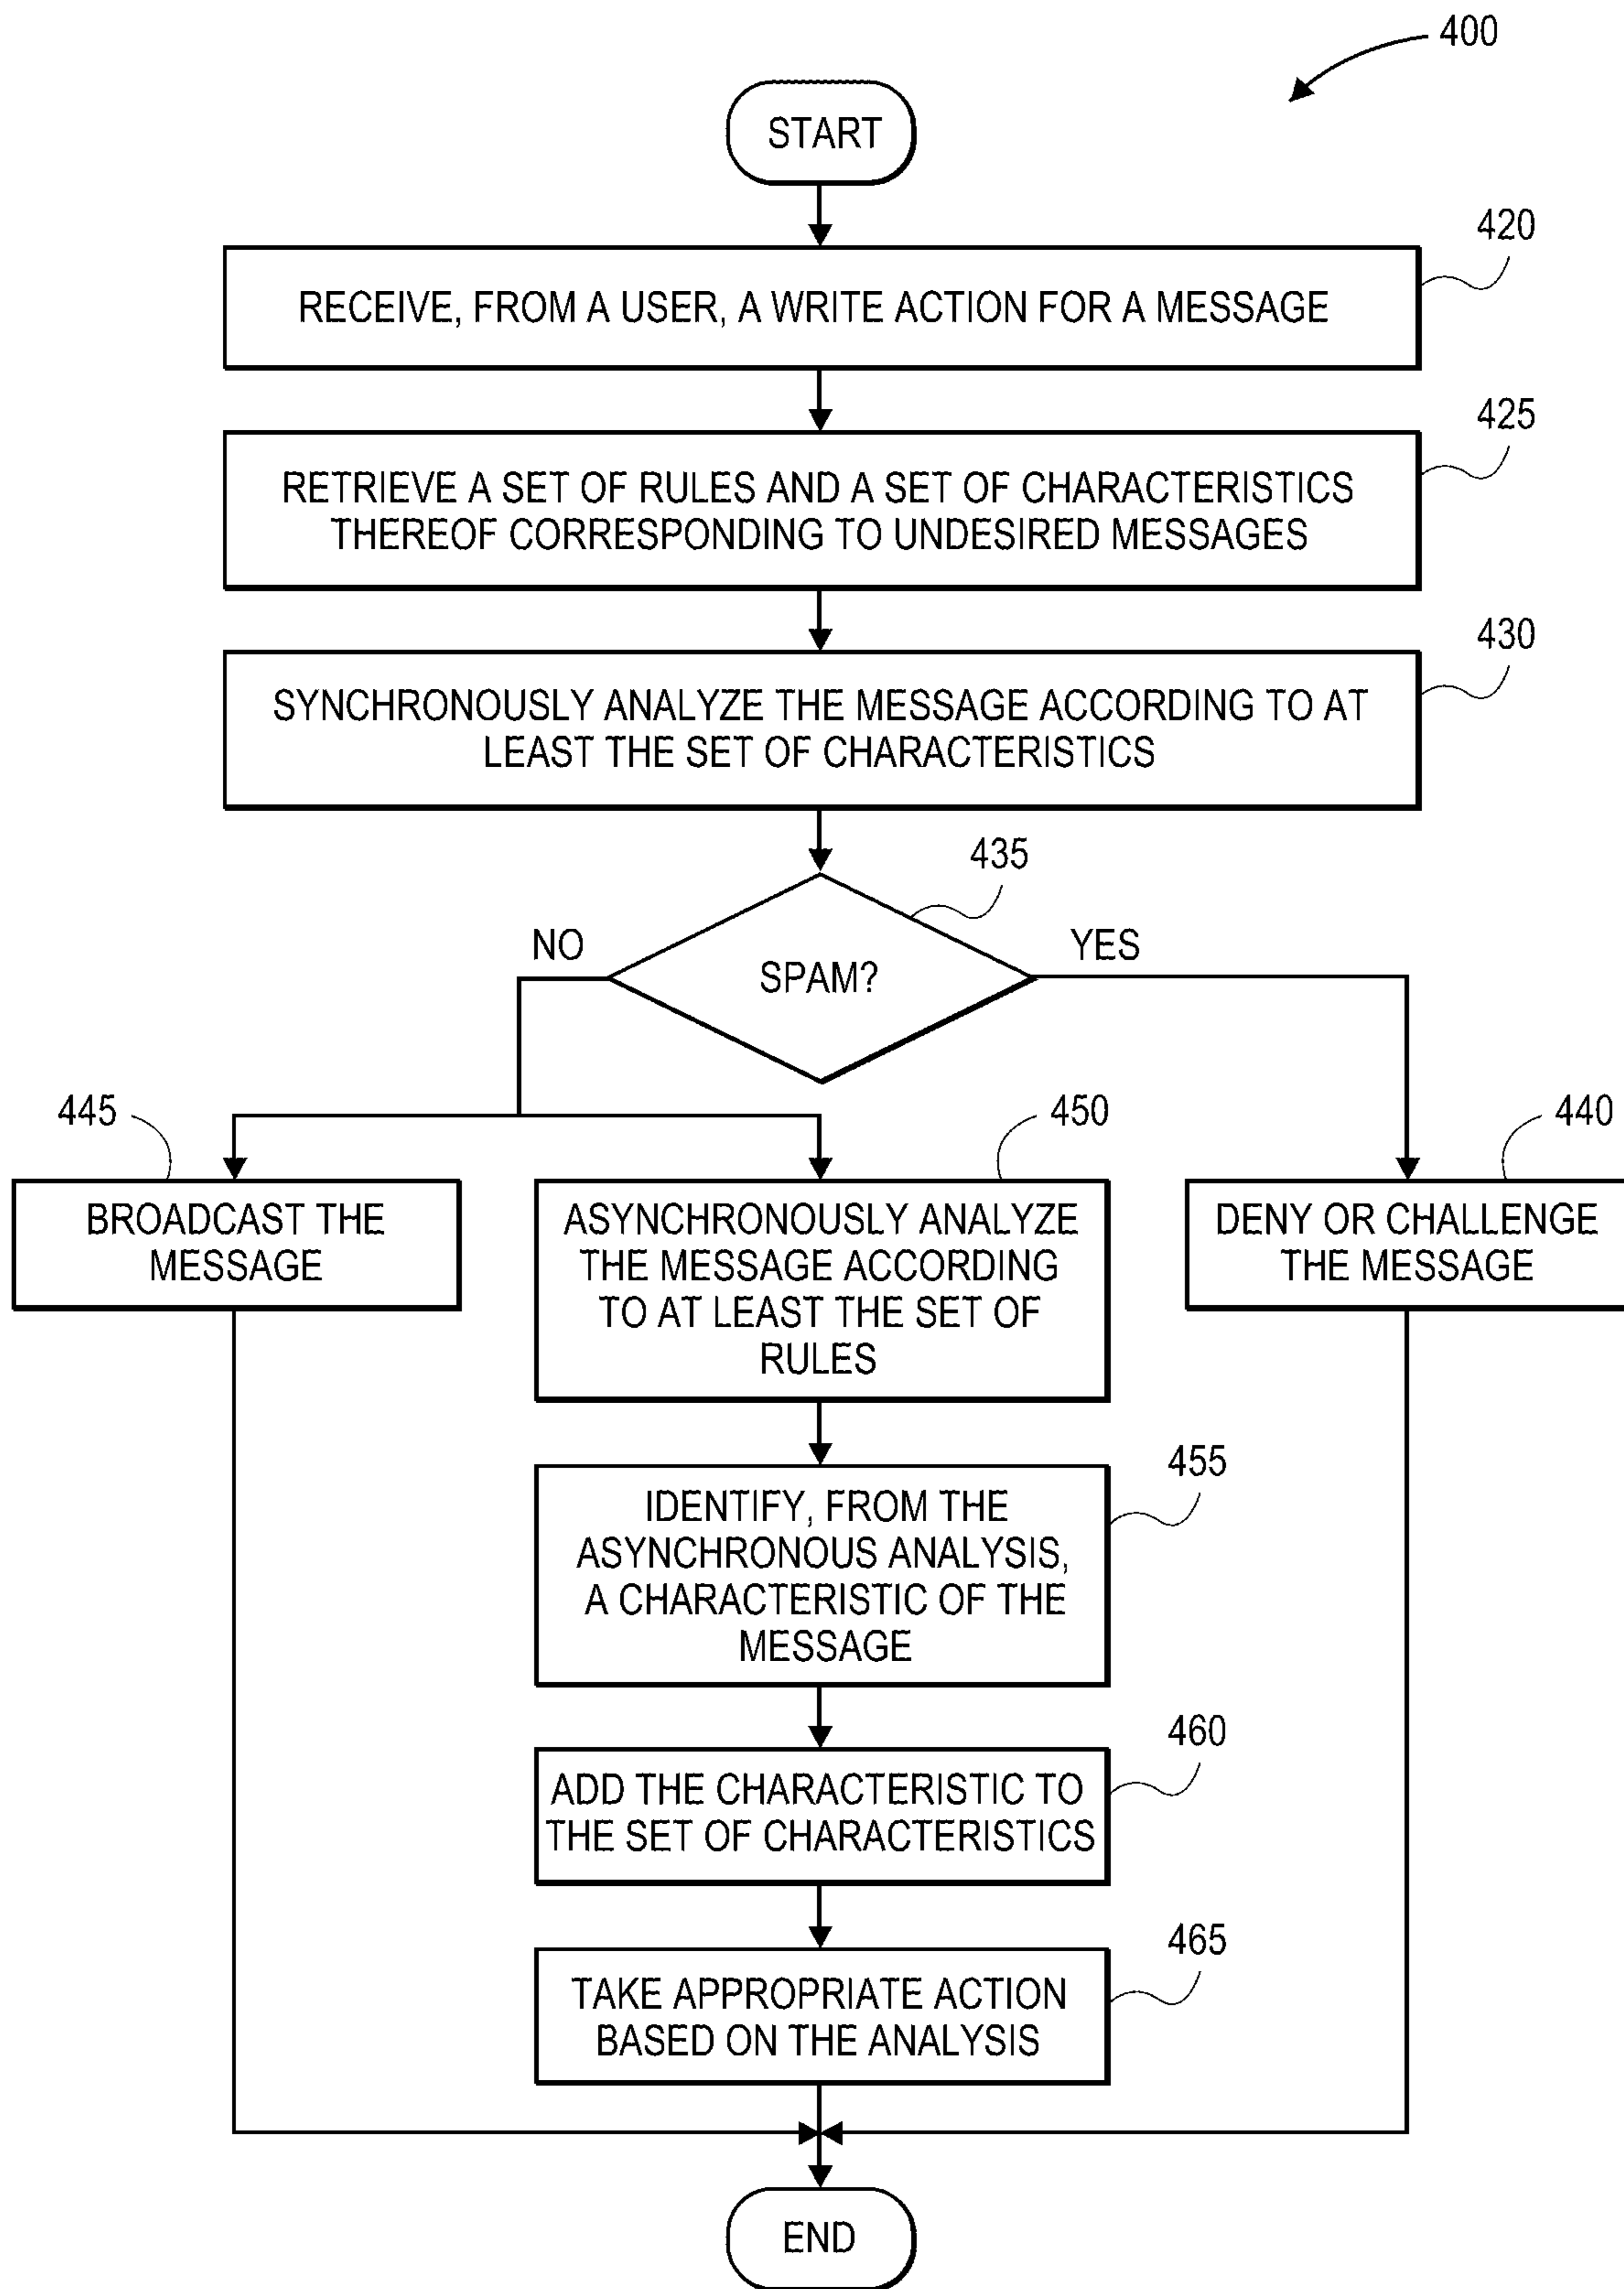 400
START
420
RECEIVE, FROM A USER, A WRITE ACTION FOR A MESSAGE
425
RETRIEVE A SET OF RULES AND A SET OF CHARACTERISTICS
THEREOF CORRESPONDING TO UNDESIRED MESSAGES
430
SYNCHRONOUSLY ANALYZE THE MESSAGE ACCORDING TO AT
LEAST THE SET OF CHARACTERISTICS
435
NO
YES
SPAM?
445
BROADCAST THE
MESSAGE
450
ASYNCHRONOUSLY ANALYZE
THE MESSAGE ACCORDING
TO AT LEAST THE SET OF
RULES
440
DENY OR CHALLENGE
THE MESSAGE
455
IDENTIFY, FROM THE
ASYNCHRONOUS ANALYSIS,
A CHARACTERISTIC OF THE
MESSAGE
460
ADD THE CHARACTERISTIC TO
THE SET OF CHARACTERISTICS
465
TAKE APPROPRIATE ACTION
BASED ON THE ANALYSIS
END